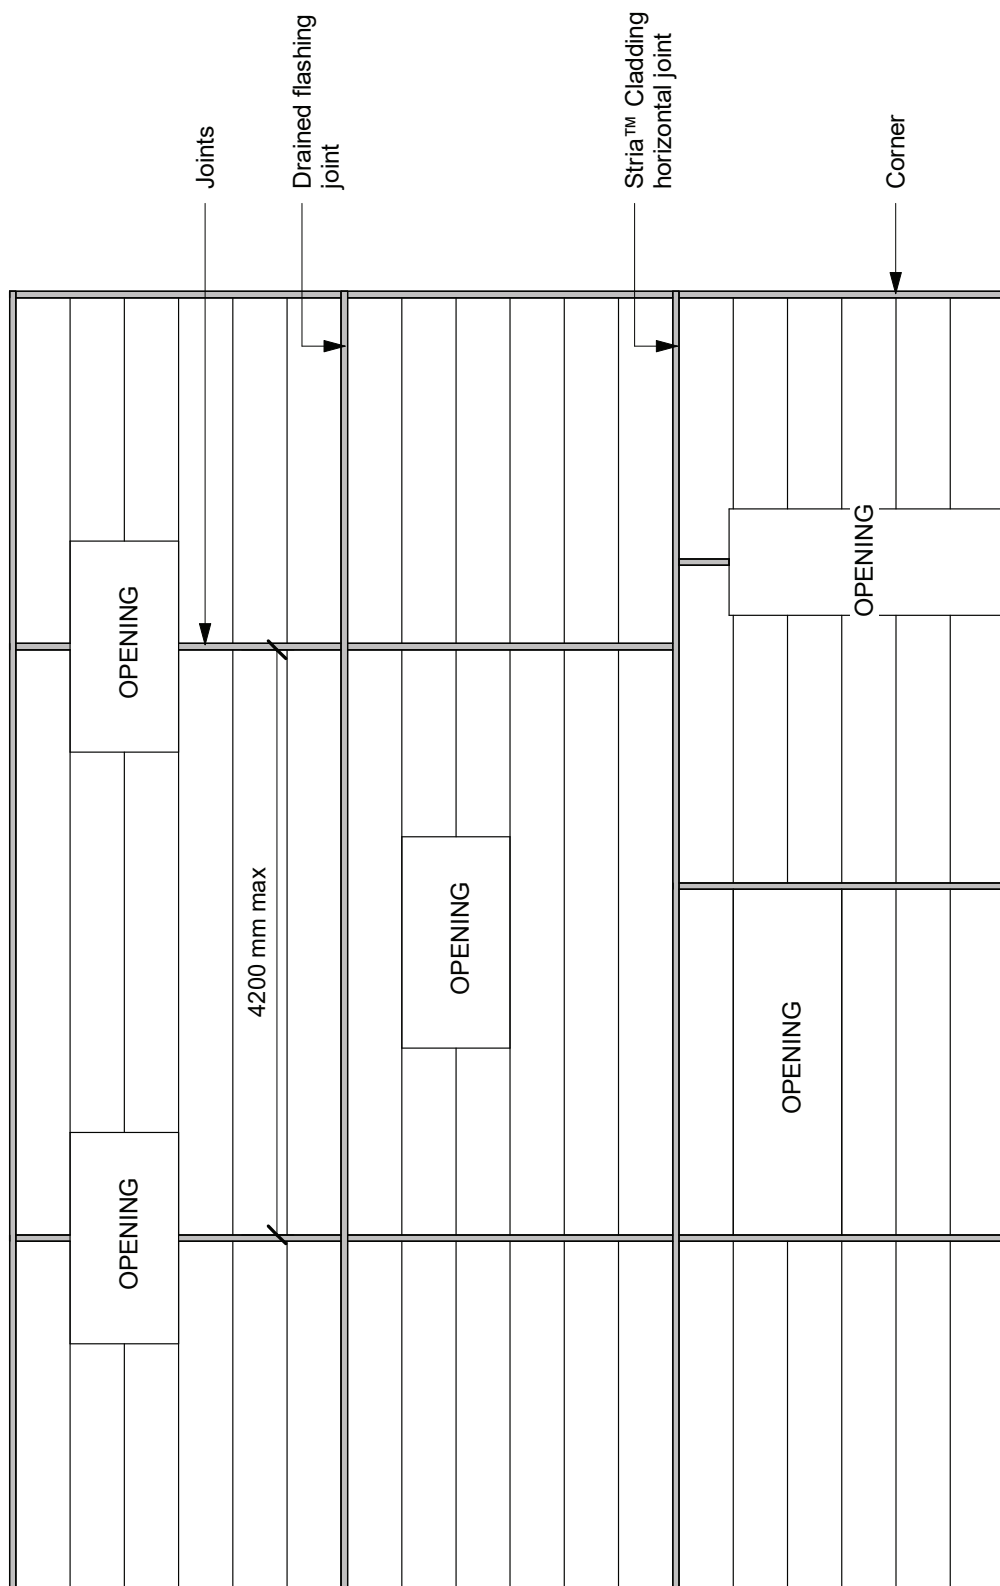 Joints
Drained flashing
joint
Stria™ Cladding
horizontal joint
Corner
OPENING
OPENING
4200 mm max
OPENING
OPENING
OPENING